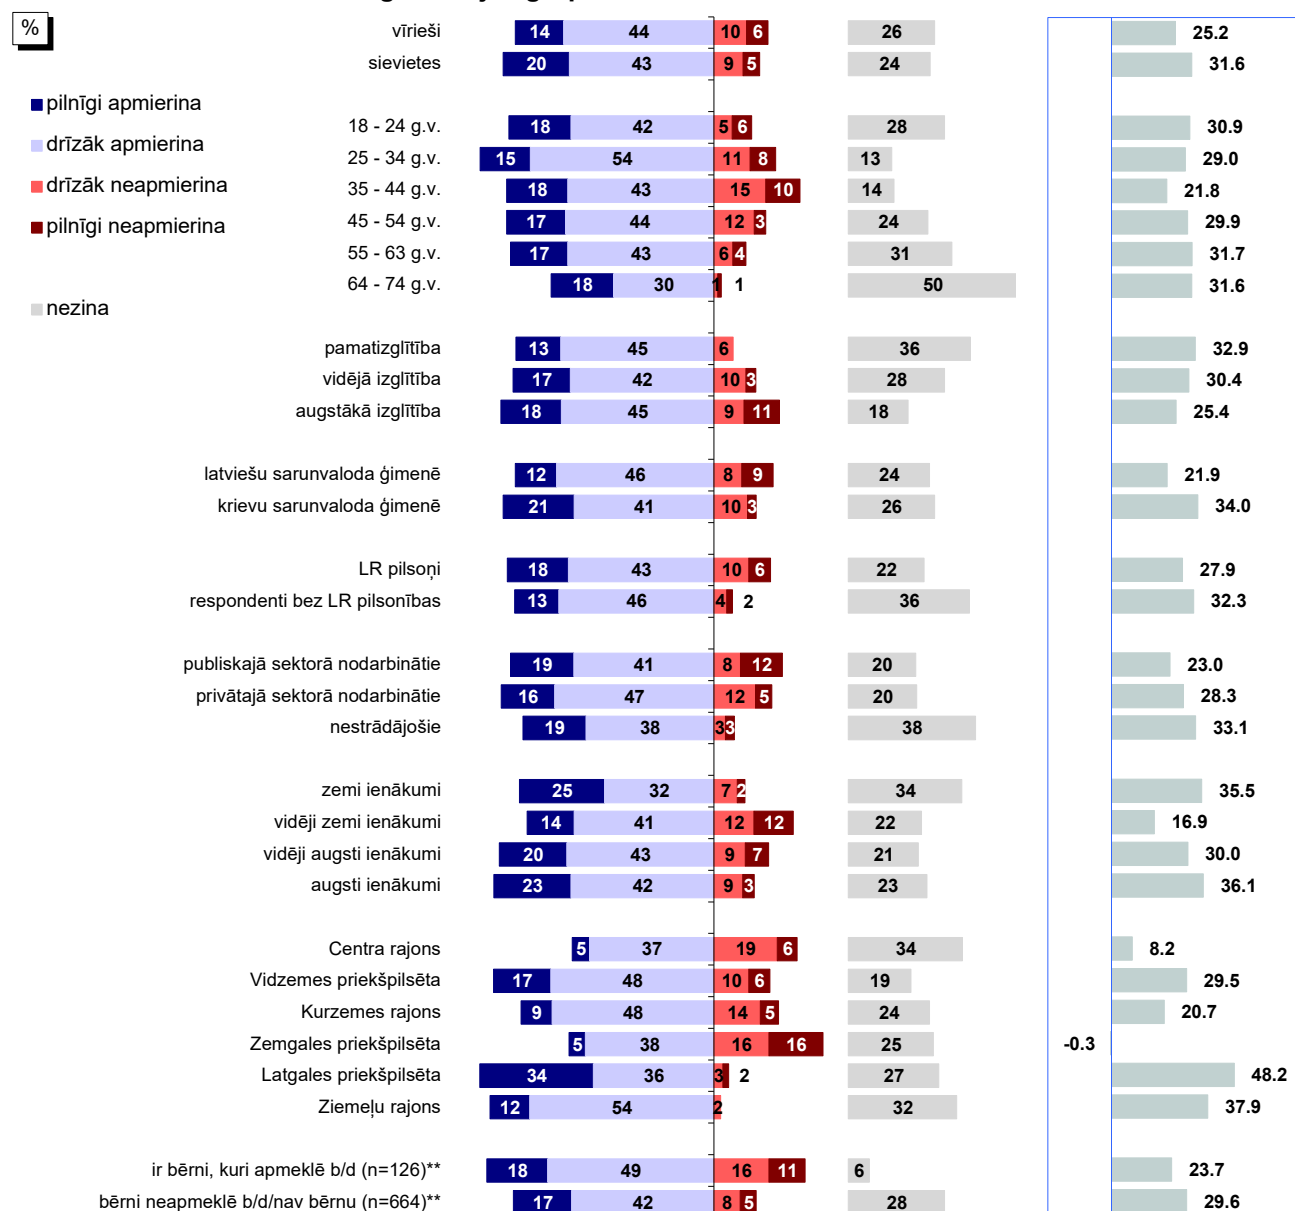 %
pilnīgi apmierina
drīzāk apmierina
drīzāk neapmierina
pilnīgi neapmierina
nezina
vīrieši 14 44 10 6 26 25.2
sievietes 20 43 9 5 24 31.6
18 - 24 g.v. 18 42 5 6 28 30.9
25 - 34 g.v. 15 54 11 8 13 29.0
35 - 44 g.v. 18 43 15 10 14 21.8
45 - 54 g.v. 17 44 12 3 24 29.9
55 - 63 g.v. 17 43 6 4 31 31.7
64 - 74 g.v. 18 30 1 1 50 31.6
pamatizglītība 13 45 6 36 32.9
vidējā izglītība 17 42 10 3 28 30.4
augstākā izglītība 18 45 9 11 18 25.4
latviešu sarunvaloda ģimenē 12 46 8 9 24 21.9
krievu sarunvaloda ģimenē 21 41 10 3 26 34.0
LR pilsoņi 18 43 10 6 22 27.9
respondenti bez LR pilsonības 13 46 4 2 36 32.3
publiskajā sektorā nodarbinātie 19 41 8 12 20 23.0
privātajā sektorā nodarbinātie 16 47 12 5 20 28.3
nestrādājošie 19 38 3 3 38 33.1
zemi ienākumi 25 32 7 2 34 35.5
vidēji zemi ienākumi 14 41 12 12 22 16.9
vidēji augsti ienākumi 20 43 9 7 21 30.0
augsti ienākumi 23 42 9 3 23 36.1
Centra rajons 5 37 19 6 34 8.2
Vidzemes priekšpilsēta 17 48 10 6 19 29.5
Kurzemes rajons 9 48 14 5 24 20.7
Zemgales priekšpilsēta 5 38 16 16 25 -0.3
Latgales priekšpilsēta 34 36 3 2 27 48.2
Ziemeļu rajons 12 54 2 32 37.9
ir bērni, kuri apmeklē b/d (n=126)** 18 49 16 11 6 23.7
bērni neapmeklē b/d/nav bērnu (n=664)** 17 42 8 5 28 29.6